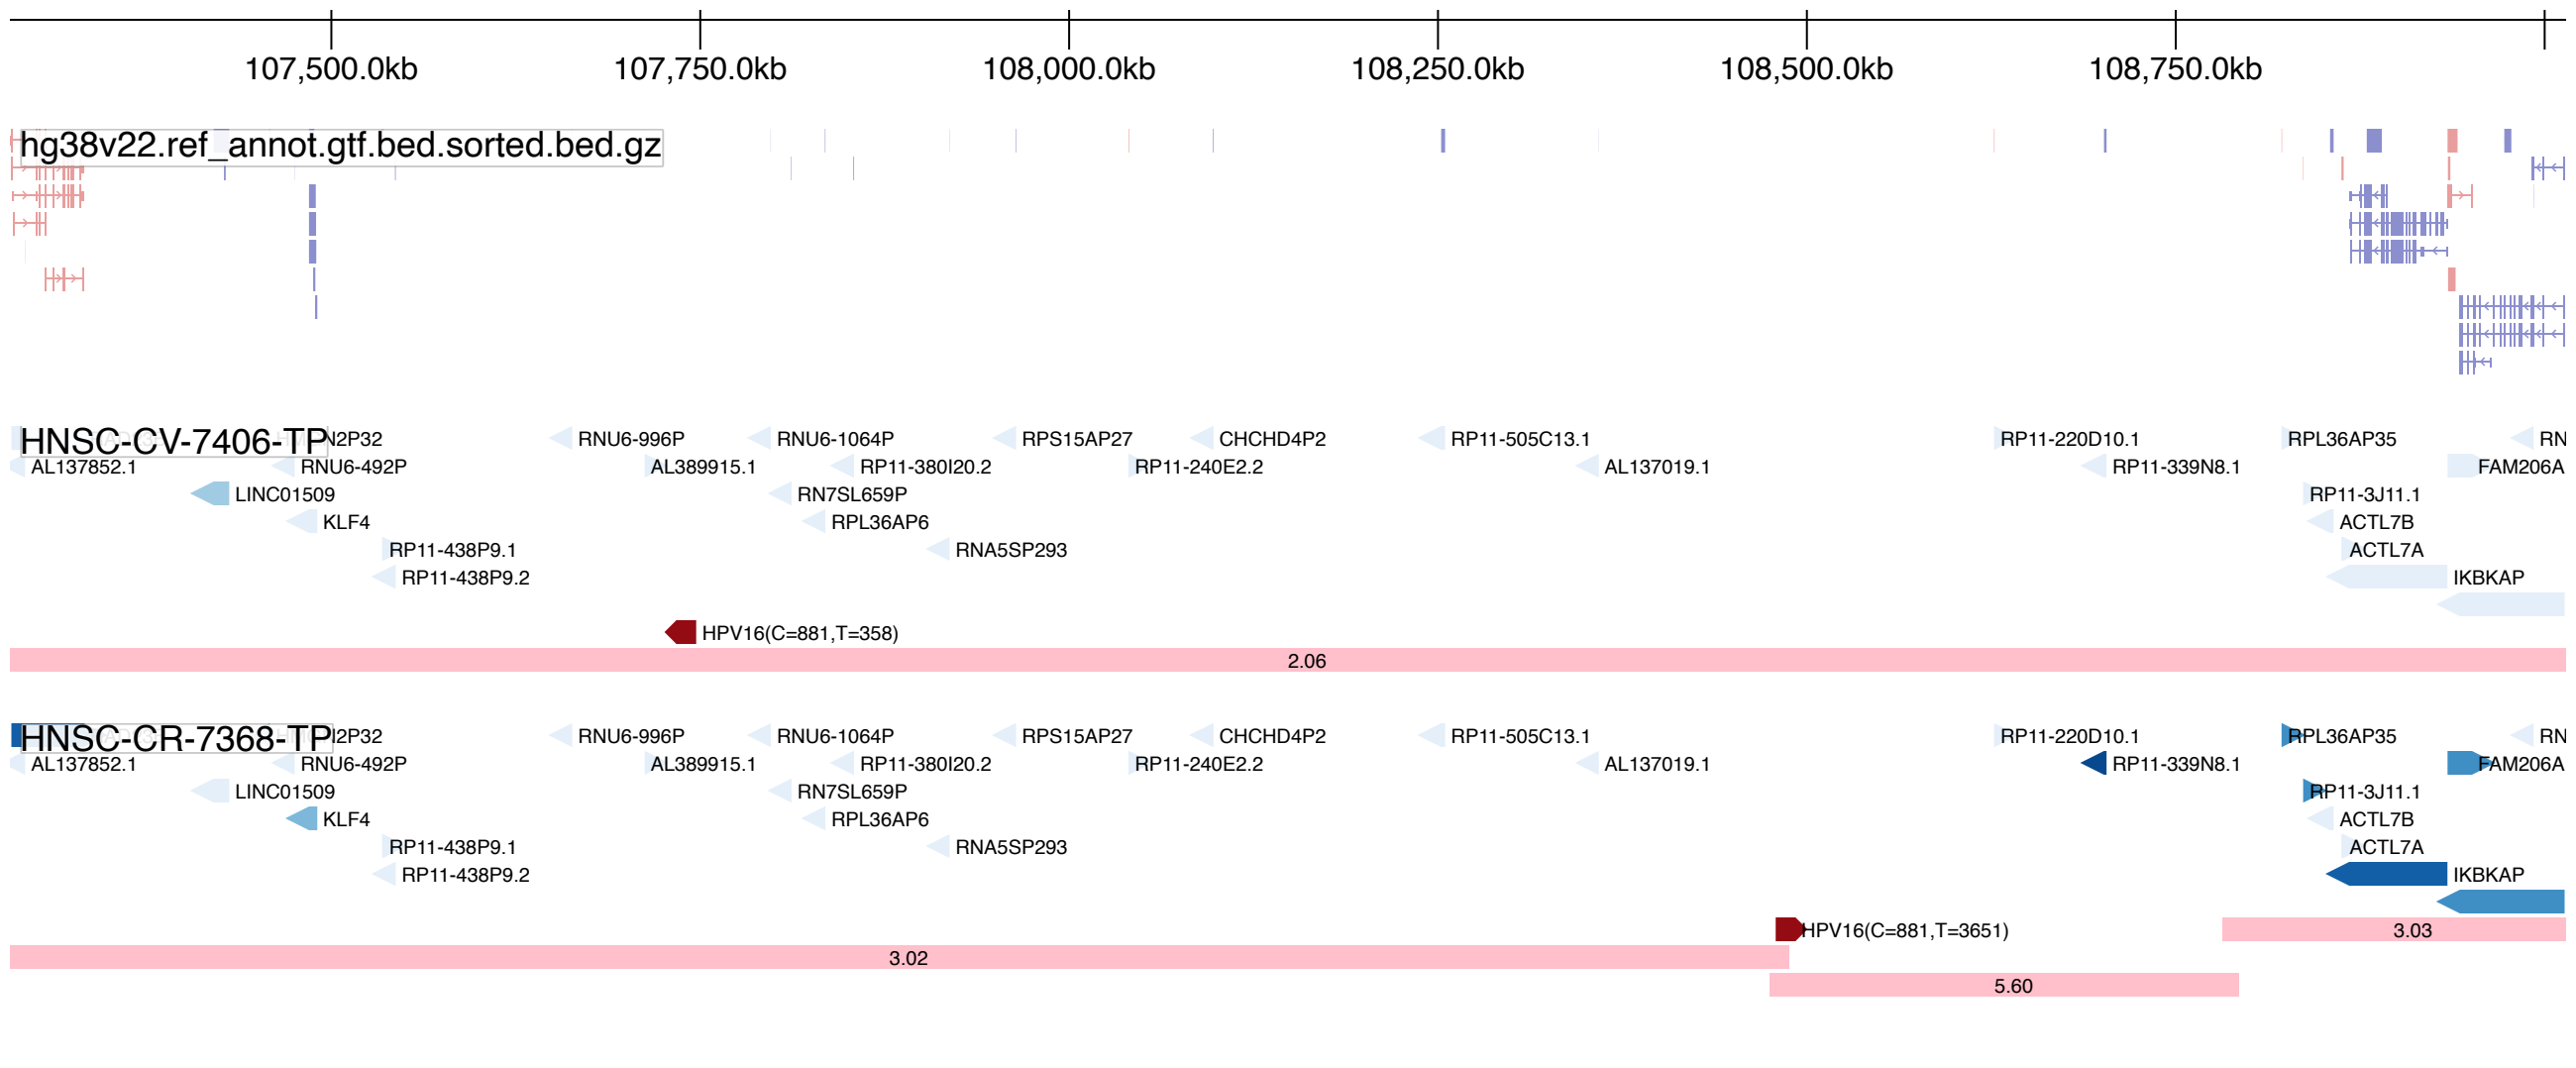 107,500.0kb 107,750.0kb 108,000.0kb 108,250.0kb 108,500.0kb 108,750.0kb
hg38v22.ref_annot.gtf.bed.sorted.bed.gz
HNSC-CV-7406-TP N2P32 RNU6-996P RNU6-1064P RPS15AP27 CHCHD4P2 RP11-505C13.1 RP11-220D10.1 RPL36AP35 RN
AL137852.1 RNU6-492P AL389915.1 RP11-380I20.2 RP11-240E2.2 AL137019.1 RP11-339N8.1 FAM206A
LINC01509 RN7SL659P RP11-3J11.1
KLF4 RPL36AP6 ACTL7B
RP11-438P9.1 RNA5SP293 ACTL7A
RP11-438P9.2 IKBKAP
HPV16(C=881,T=358)
2.06
HNSC-CR-7368-TP I2P32 RNU6-996P RNU6-1064P RPS15AP27 CHCHD4P2 RP11-505C13.1 RP11-220D10.1 RPL36AP35 RN
AL137852.1 RNU6-492P AL389915.1 RP11-380I20.2 RP11-240E2.2 AL137019.1 RP11-339N8.1 FAM206A
LINC01509 RN7SL659P RP11-3J11.1
KLF4 RPL36AP6 ACTL7B
RP11-438P9.1 RNA5SP293 ACTL7A
RP11-438P9.2 IKBKAP
HPV16(C=881,T=3651) 3.03
3.02
5.60